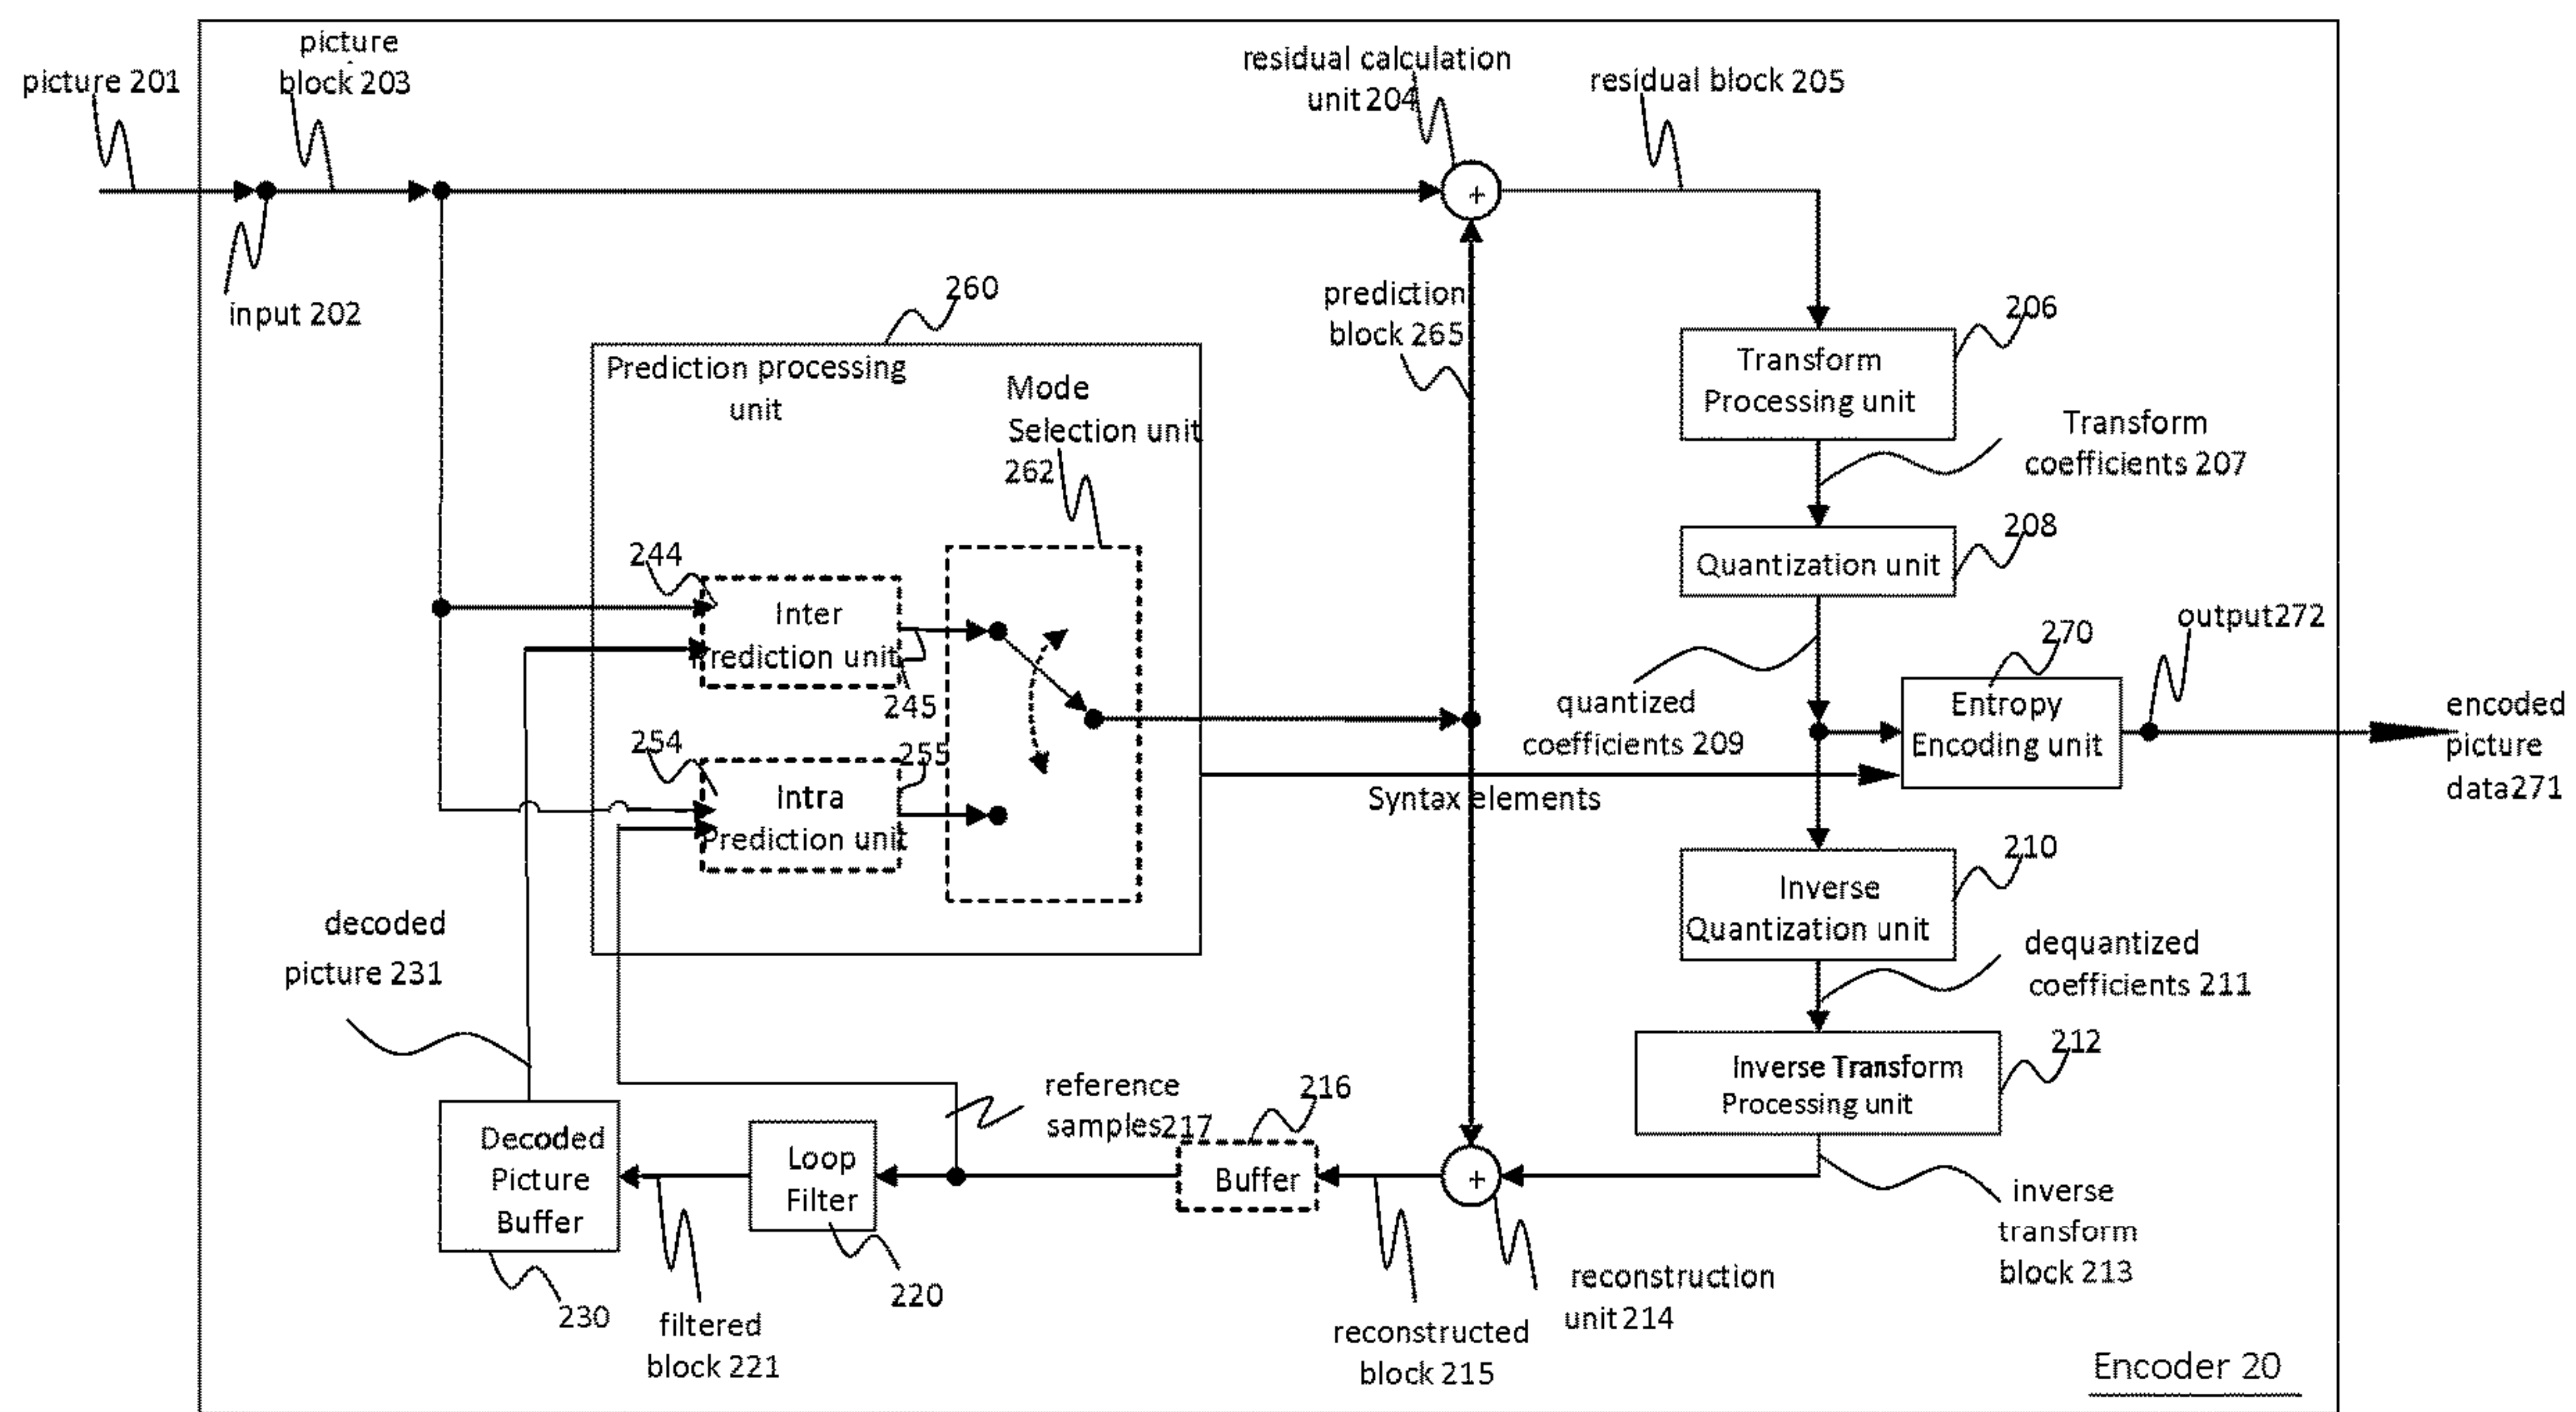 picture 201
picture
block 203
residual calculation
unit 204
residual block 205
input 202
260
prediction
block 265
206
Prediction processing
unit
Mode
Selection unit
262
Transform
Processing unit
Transform
coefficients 207
208
Quantization unit
244
Inter
Prediction unit
245
output272
270
quantized
coefficients 209
Entropy
Encoding unit
encoded
picture
data271
254
255
Intra
Prediction unit
Syntax elements
210
Inverse
Quantization unit
decoded
picture 231
dequantized
coefficients 211
212
Inverse Transform
Processing unit
reference
samples217
216
Decoded
Picture
Buffer
Loop
Filter
Buffer
+
+
inverse
transform
block 213
230
220
reconstruction
unit214
filtered
block 221
reconstructed
block 215
Encoder 20